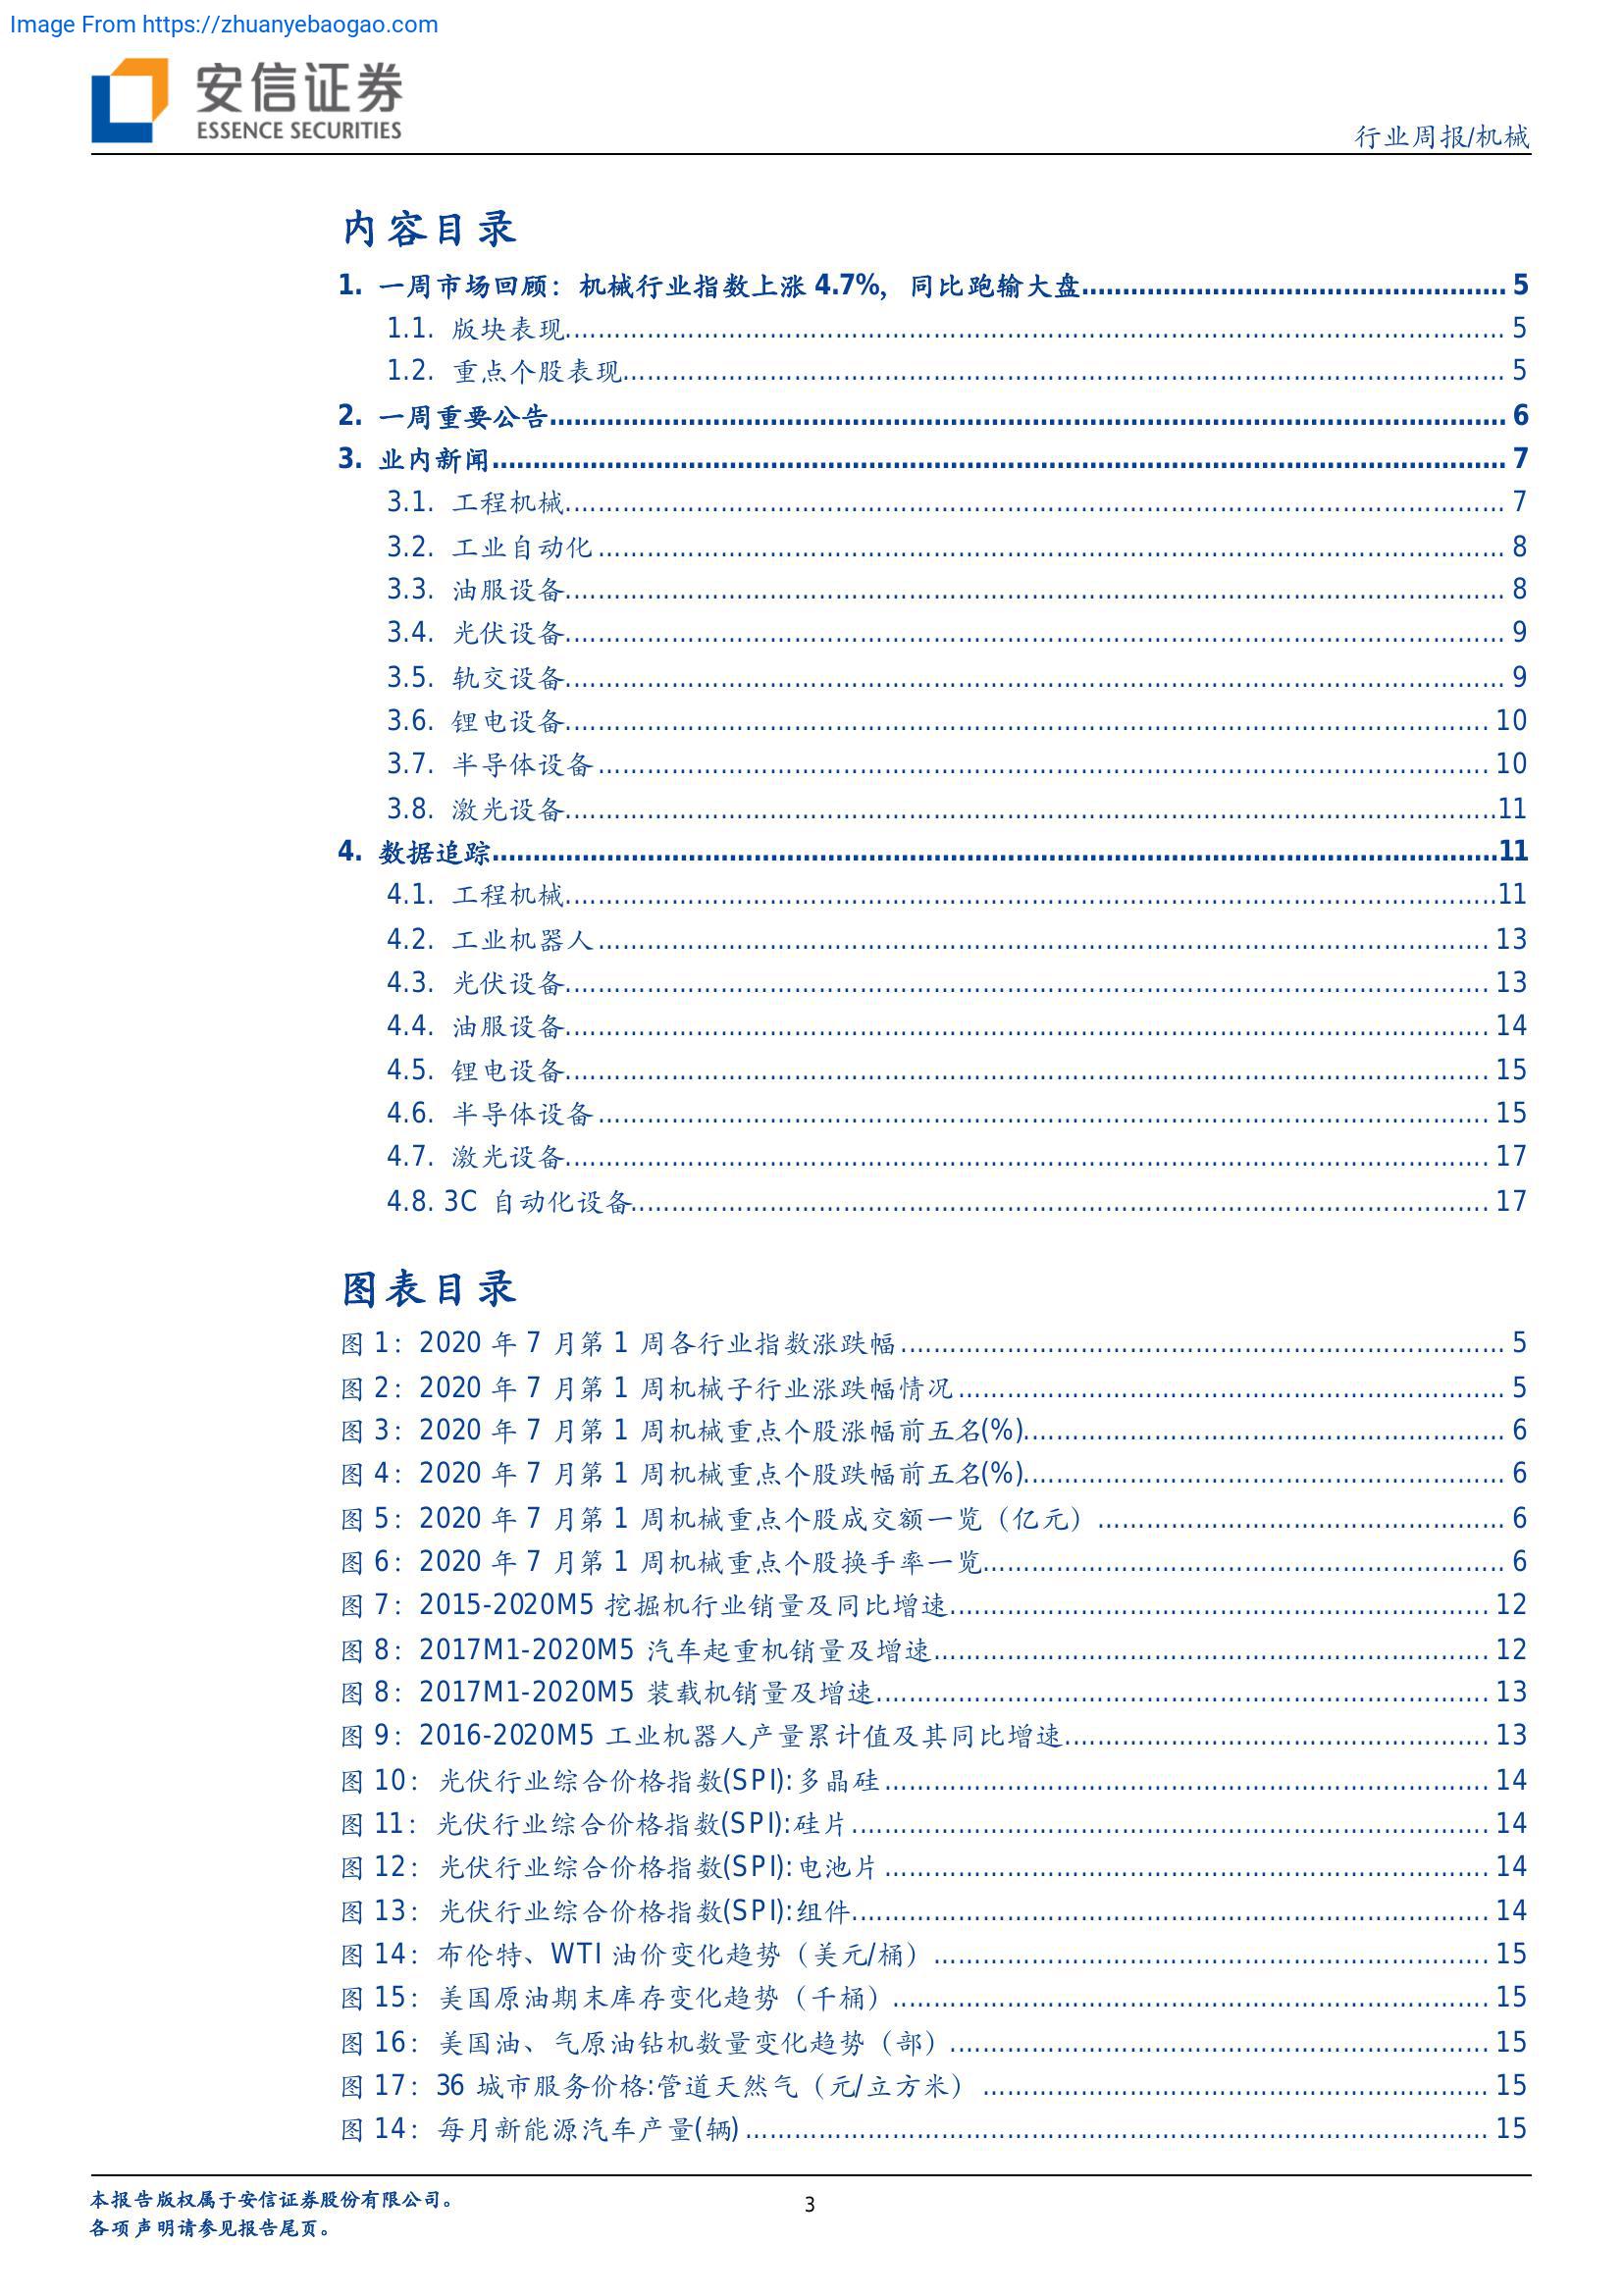 Image From https://zhuanyebaogao.com
安信证券
ESSENCE SECURITIES
行业周报/机械
内容目录
1. 一周市场回顾：机械行业指数上涨 4.7%，同比跑输大盘 5
1.1. 版块表现 5
1.2. 重点个股表现 5
2. 一周重要公告 6
3. 业内新闻 7
3.1. 工程机械 7
3.2. 工业自动化 8
3.3. 油服设备 8
3.4. 光伏设备 9
3.5. 轨交设备 9
3.6. 锂电设备 10
3.7. 半导体设备 10
3.8. 激光设备 11
4. 数据追踪 11
4.1. 工程机械 11
4.2. 工业机器人 13
4.3. 光伏设备 13
4.4. 油服设备 14
4.5. 锂电设备 15
4.6. 半导体设备 15
4.7. 激光设备 17
4.8. 3C 自动化设备 17
图表目录
图 1：2020 年 7 月第 1 周各行业指数涨跌幅 5
图 2：2020 年 7 月第 1 周机械子行业涨跌幅情况 5
图 3：2020 年 7 月第 1 周机械重点个股涨幅前五名(%) 6
图 4：2020 年 7 月第 1 周机械重点个股跌幅前五名(%) 6
图 5：2020 年 7 月第 1 周机械重点个股成交额一览（亿元） 6
图 6：2020 年 7 月第 1 周机械重点个股换手率一览 6
图 7：2015-2020M5 挖掘机行业销量及同比增速 12
图 8：2017M1-2020M5 汽车起重机销量及增速 12
图 8：2017M1-2020M5 装载机销量及增速 13
图 9：2016-2020M5 工业机器人产量累计值及其同比增速 13
图 10：光伏行业综合价格指数(SPI):多晶硅 14
图 11：光伏行业综合价格指数(SPI):硅片 14
图 12：光伏行业综合价格指数(SPI):电池片 14
图 13：光伏行业综合价格指数(SPI):组件 14
图 14：布伦特、WTI 油价变化趋势（美元/桶） 15
图 15：美国原油期末库存变化趋势（千桶） 15
图 16：美国油、气原油钻机数量变化趋势（部） 15
图 17：36 城市服务价格:管道天然气（元/立方米） 15
图 14：每月新能源汽车产量(辆) 15
本报告版权属于安信证券股份有限公司。
3
各项声明请参见报告尾页。